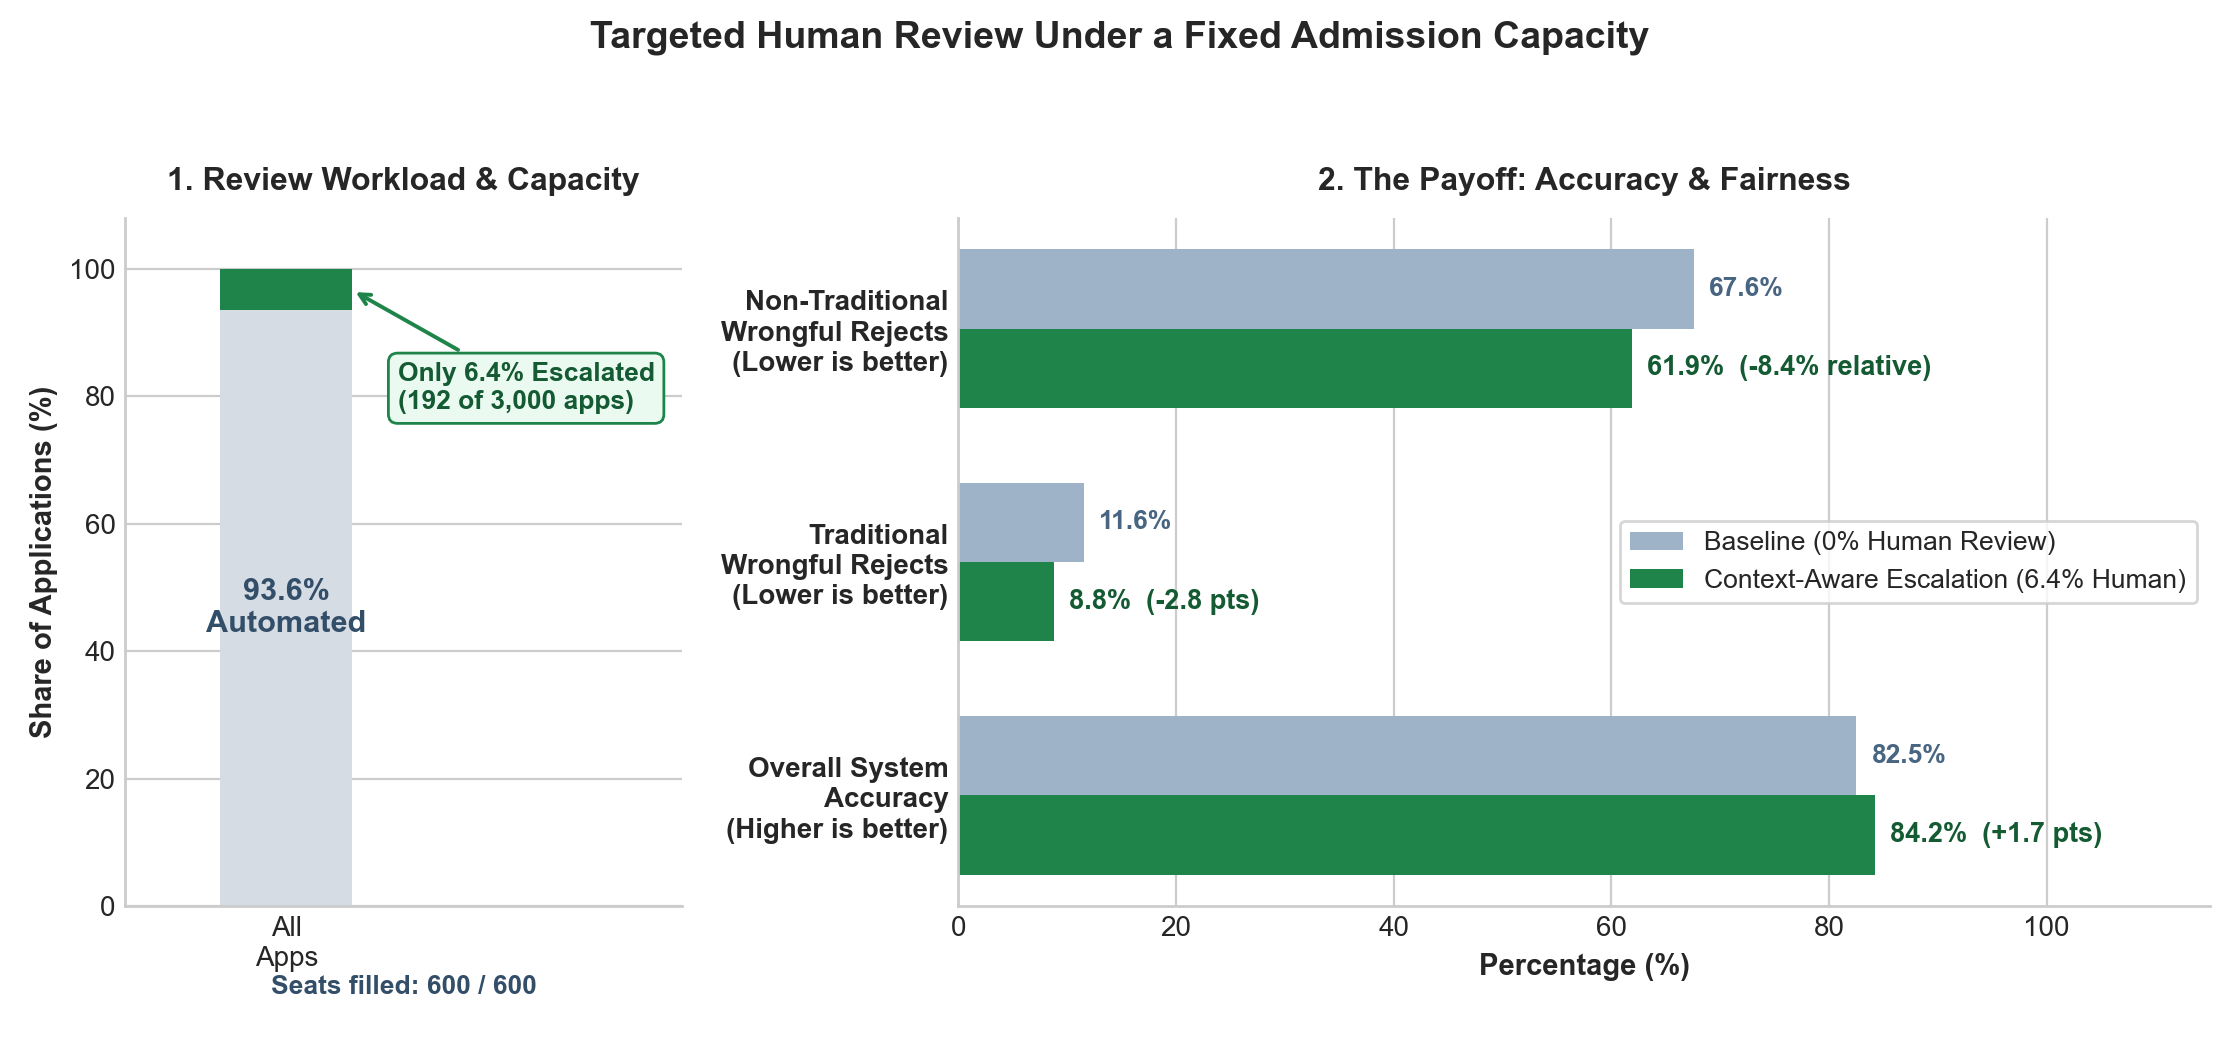 Targeted Human Review Under a Fixed Admission Capacity
1. Review Workload & Capacity
Share of Applications (%)
100
80
60
40
20
0
Only 6.4% Escalated
(192 of 3,000 apps)
93.6%
Automated
All
Apps
Seats filled: 600 / 600
2. The Payoff: Accuracy & Fairness
Non-Traditional
Wrongful Rejects
(Lower is better)
67.6%
61.9% (-8.4% relative)
Traditional
Wrongful Rejects
(Lower is better)
11.6%
8.8% (-2.8 pts)
Baseline (0% Human Review)
Context-Aware Escalation (6.4% Human)
Overall System
Accuracy
(Higher is better)
82.5%
84.2% (+1.7 pts)
0
20
40
60
80
100
Percentage (%)